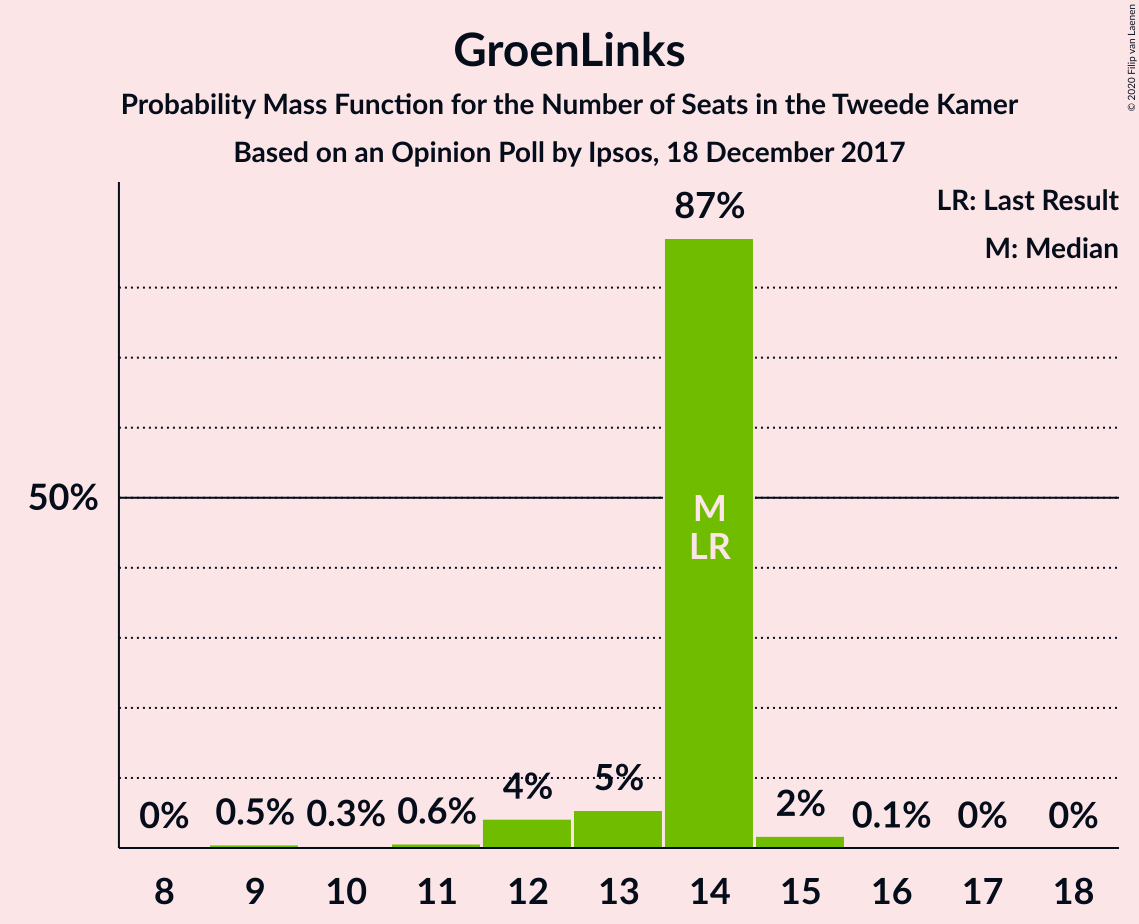 GroenLinks
Probability Mass Function for the Number of Seats in the Tweede Kamer
Based on an Opinion Poll by Ipsos, 18 December 2017
© 2020 Filip van Laenen
LR: Last Result
M: Median
50%
0%
0.5%
0.3%
0.6%
4%
5%
87%
2%
0.1%
0%
0%
M
LR
8 9 10 11 12 13 14 15 16 17 18